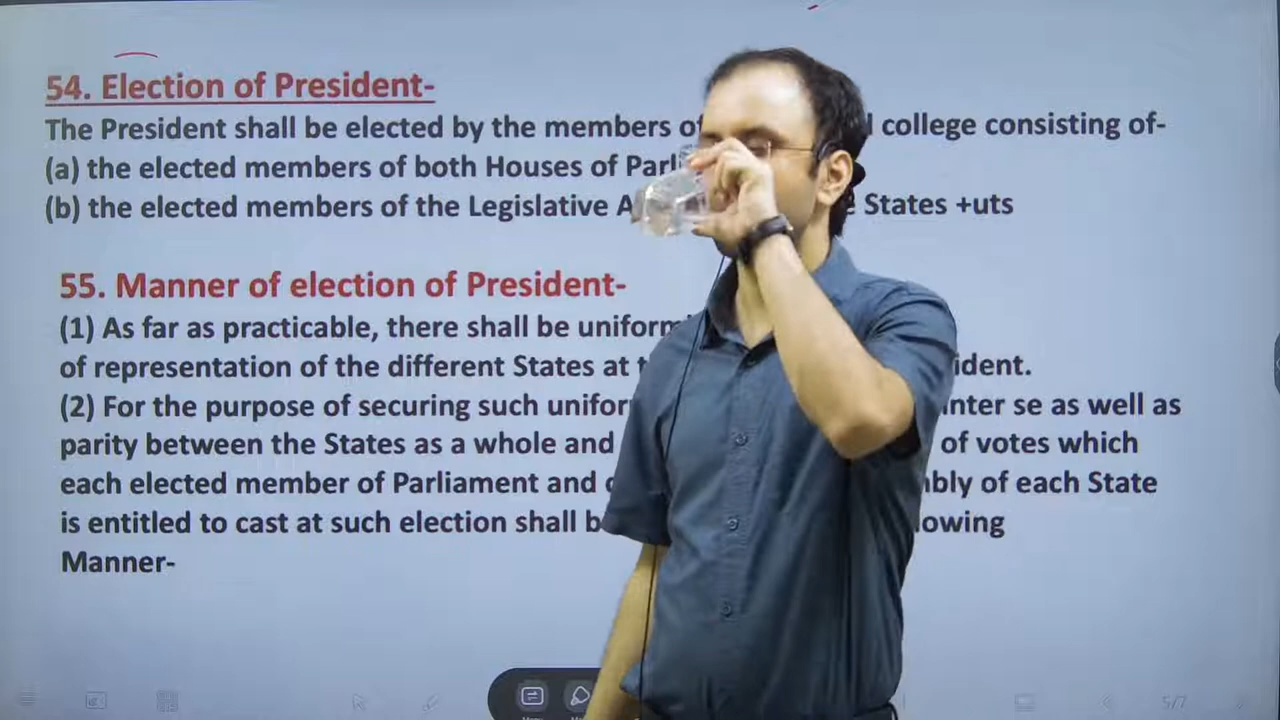 54. Election of President-
The President shall be elected by the members of college consisting of-
(a) the elected members of both Houses of Parl
(b) the elected members of the Legislative A States +uts
55. Manner of election of President-
(1) As far as practicable, there shall be uniform
of representation of the different States at ident.
(2) For the purpose of securing such unifor inter se as well as
parity between the States as a whole and of votes which
each elected member of Parliament and bly of each State
is entitled to cast at such election shall b lowing
Manner-
5/7